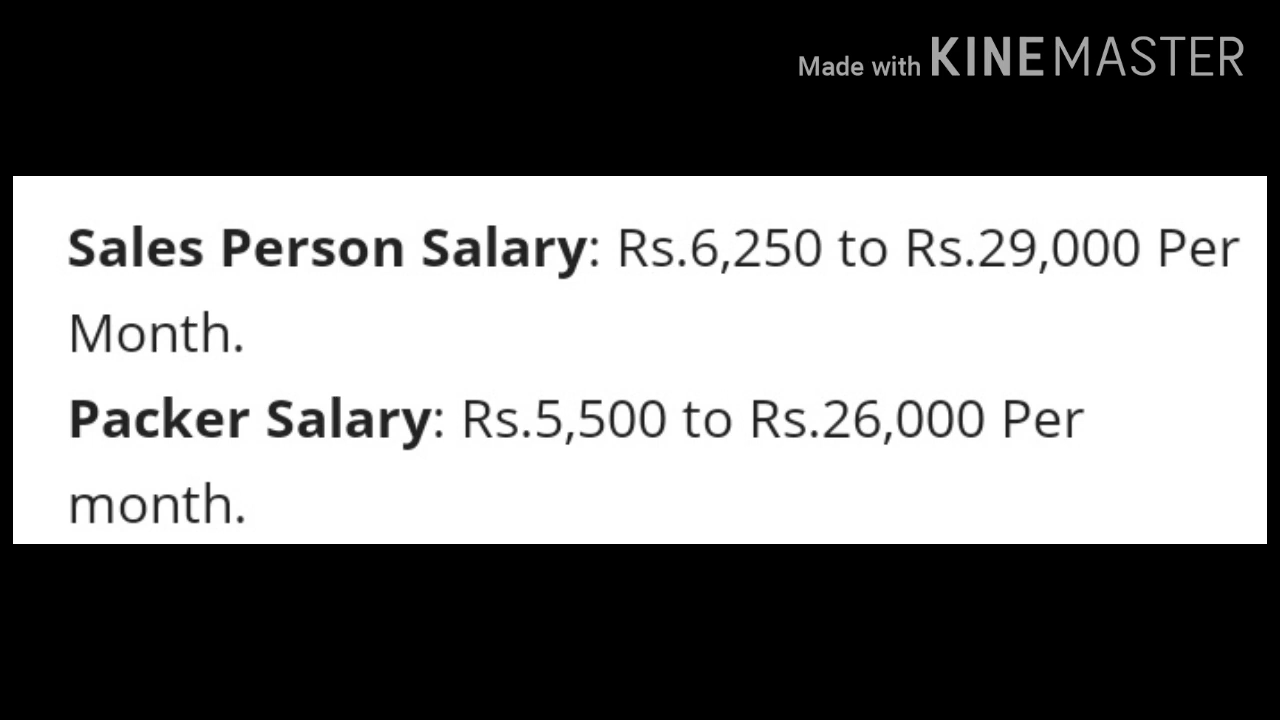 Made with KINEMASTER
Sales Person Salary: Rs.6,250 to Rs.29,000 Per
Month.
Packer Salary: Rs.5,500 to Rs.26,000 Per
month.